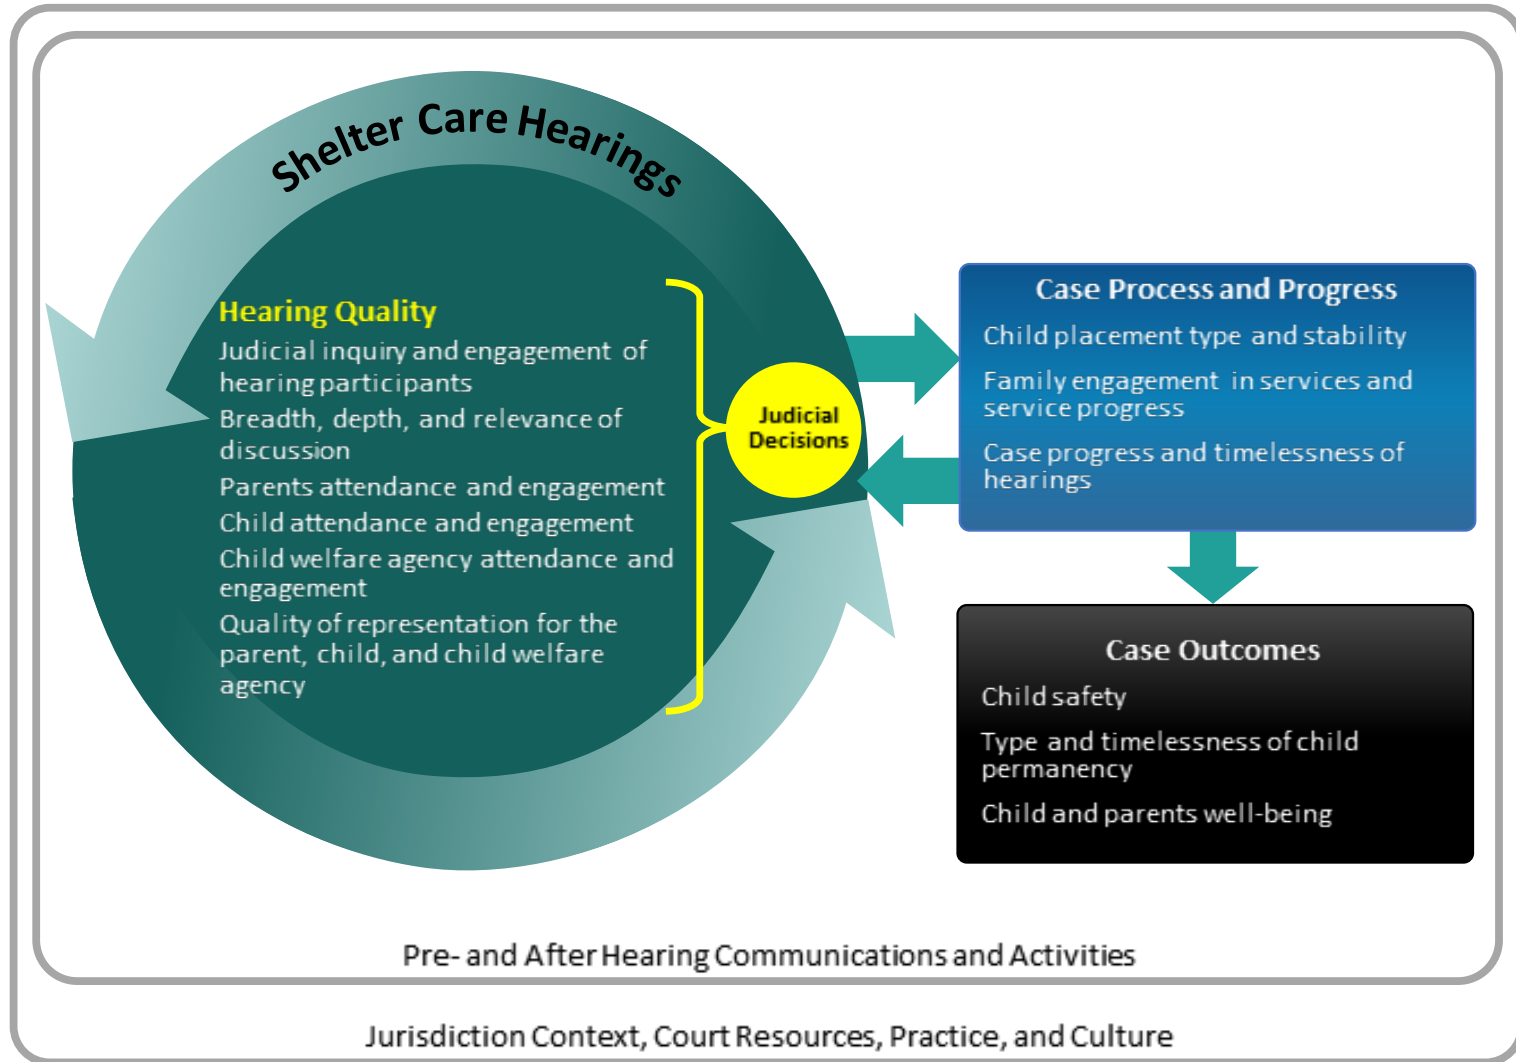 Shelter Care Hearings
Hearing Quality
Judicial inquiry and engagement of
hearing participants
Breadth, depth, and relevance of
discussion
Parents attendance and engagement
Child attendance and engagement
Child welfare agency attendance and
engagement
Quality of representation for the
parent, child, and child welfare
agency
Judicial
Decisions
Case Process and Progress
Child placement type and stability
Family engagement in services and
service progress
Case progress and timelessness of
hearings
Case Outcomes
Child safety
Type and timelessness of child
permanency
Child and parents well-being
Pre- and After Hearing Communications and Activities
Jurisdiction Context, Court Resources, Practice, and Culture